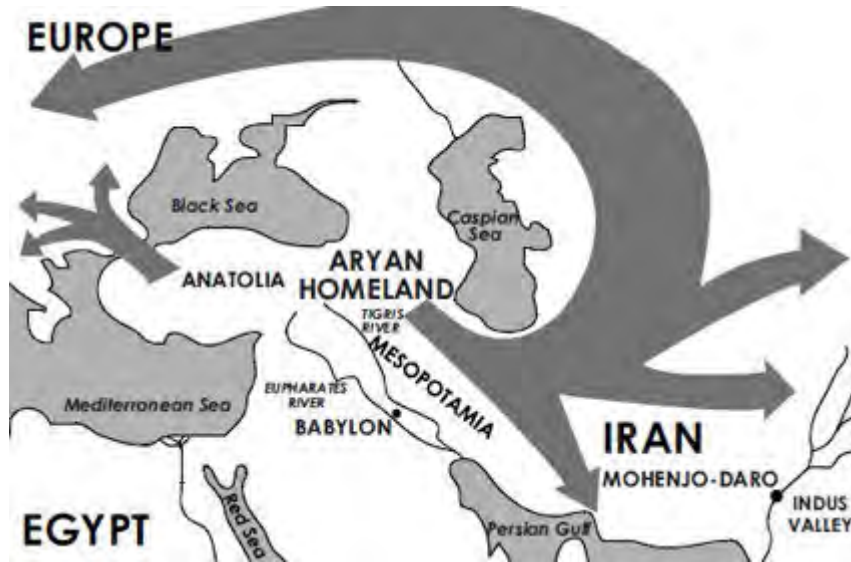 EUROPE
Black Sea
Caspian
Sea
ANATOLIA
ARYAN
HOMELAND
TIGRIS
RIVER
MESOPOTAMIA
EUPHARATES
RIVER
Mediterronean Sea
BABYLON
IRAN
MOHENJO-DARO
INDUS
VALLEY
EGYPT
Red Sea
Persian Gulf